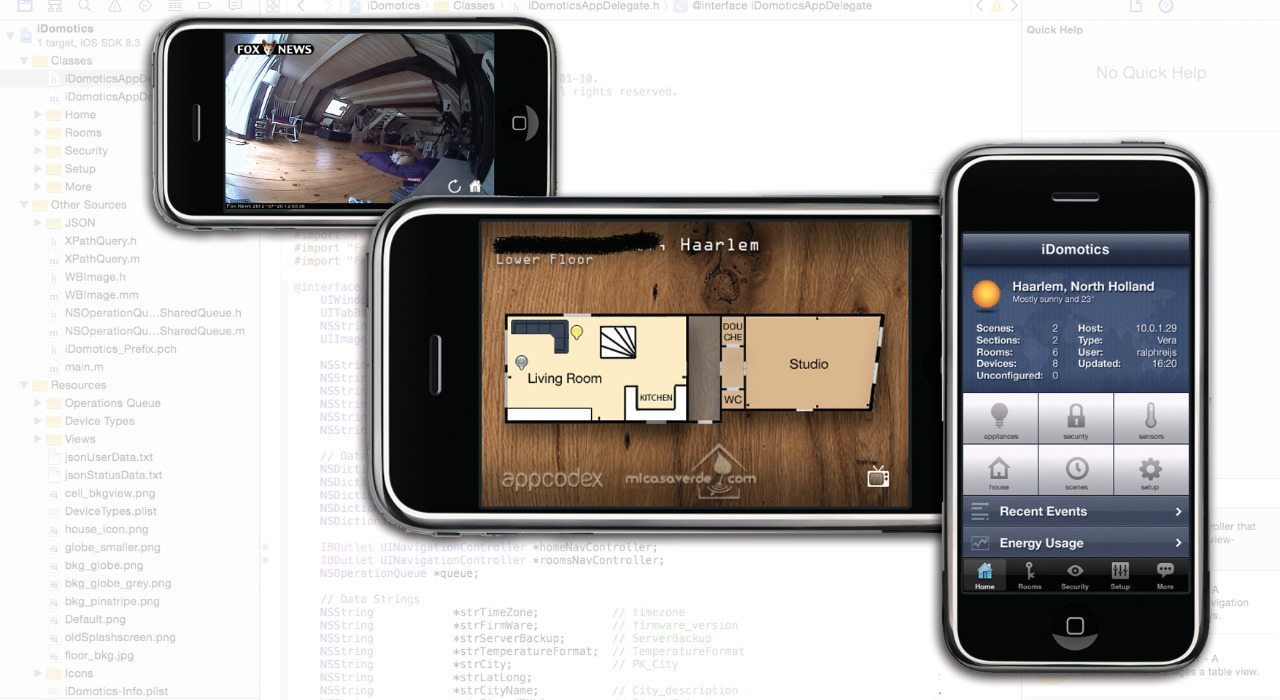 iDomotics
Classes
iDomoticsAppDelegate.h
@interface iDomoticsAppDelegate
iDomotics
1 target, iOS SDK 8.3
Classes
iDomoticsAppDe
iDomoticsAppDe
Home
Rooms
Security
Setup
More
Other Sources
JSON
XPathQuery.h
XPathQuery.m
WBImage.h
WBImage.mm
NSOperationQu...SharedQueue.h
NSOperationQu...SharedQueue.m
iDomotics_Prefix.pch
main.m
Resources
Operations Queue
Device Types
Views
jsonUserData.txt
jsonStatusData.txt
ceil_bkgview.png
DeviceTypes.plist
house_icon.png
globe_smaller.png
bkg_globe.png
bkg_globe_grey.png
bkg_pinstripe.png
Default.png
oldSplashscreen.png
floor_bkg.jpg
Icons
iDomotics-Info.plist
FOX NEWS
01-10.
l rights reserved.
#import "F
#import "F
#import "F
@interface
UIWind
UITabB
NSStri
UIImag
NSStri
NSStri
NSStri
NSStri
NSStri
NSStri
// Dat
NSDict
NSDict
NSDict
NSDict
NSDiction
IBOutlet UINavigationController *homeNavController;
IBOutlet UINavigationController *roomsNavController;
NSOperationQueue *queue;
// Data Strings
NSString *strTimeZone; // timezone
NSString *strFirmWare; // firmware_version
NSString *strServerBackup; // ServerBackup
NSString *strTemperatureFormat; // TemperatureFormat
NSString *strCity; // PK_City
NSString *strLatLong;
NSString *strCityName; // City_description
Haarlem
Lower Floor
DOU
CHE
Living Room
Studio
KITCHEN
WC
appcodex
micasaverde.com
Quick Help
No Quick Help
iDomotics
Haarlem, North Holland
Mostly sunny and 23°
Scenes: 2 Host: 10.0.1.29
Sections: 2 Type: Vera
Rooms: 6 User: ralphreijs
Devices: 8 Updated: 16:20
Unconfigured: 0
appliances
security
sensors
house
scenes
setup
Recent Events
Energy Usage
Home
Rooms
Security
Setup
More
roller that
view-
A
vigation
- A
nages a table view.